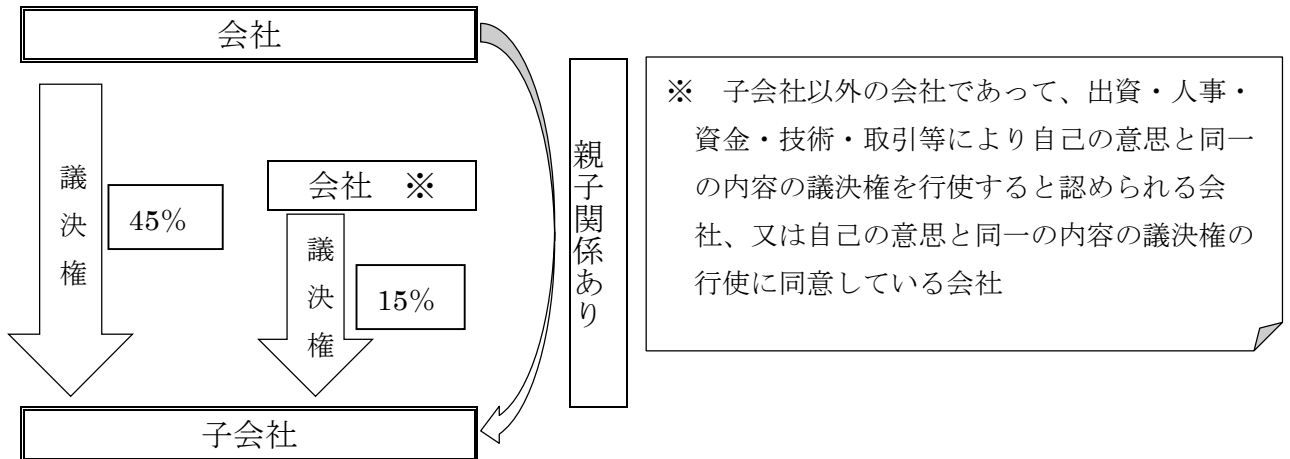 会社
議決権
45%
会社　※
議決権
15%
親子関係あり
※　子会社以外の会社であって、出資・人事・
資金・技術・取引等により自己の意思と同一
の内容の議決権を行使すると認められる会
社、又は自己の意思と同一の内容の議決権の
行使に同意している会社
子会社